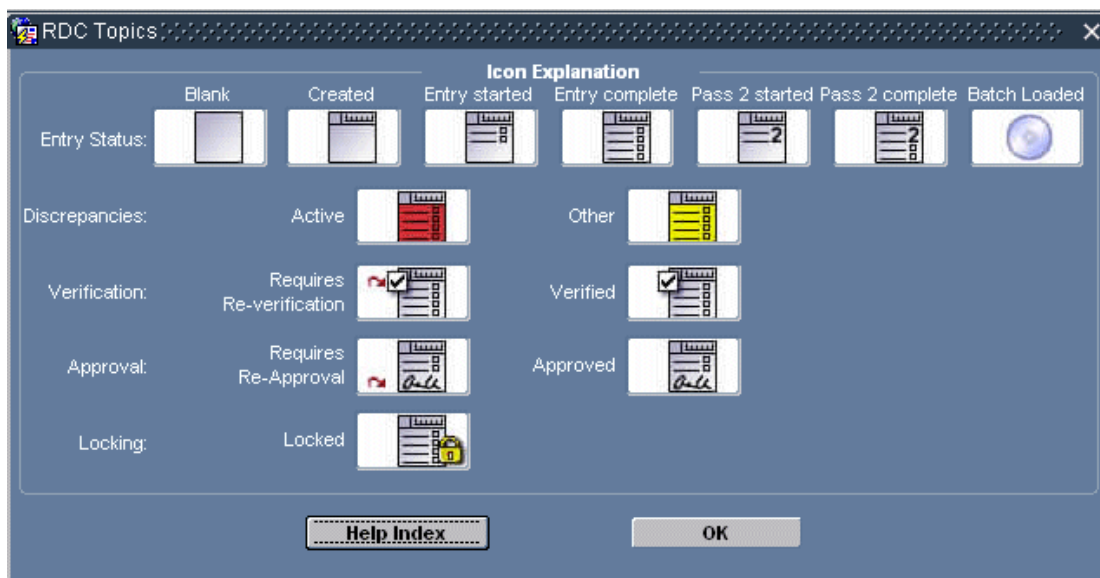 RDC Topics
Icon Explanation
Blank Created Entry started Entry complete Pass 2 started Pass 2 complete Batch Loaded
Entry Status: 2 2
Discrepancies: Active Other
Verification: Requires Re-verification Verified
Approval: Requires Re-Approval Approved
Locking: Locked
Help Index OK